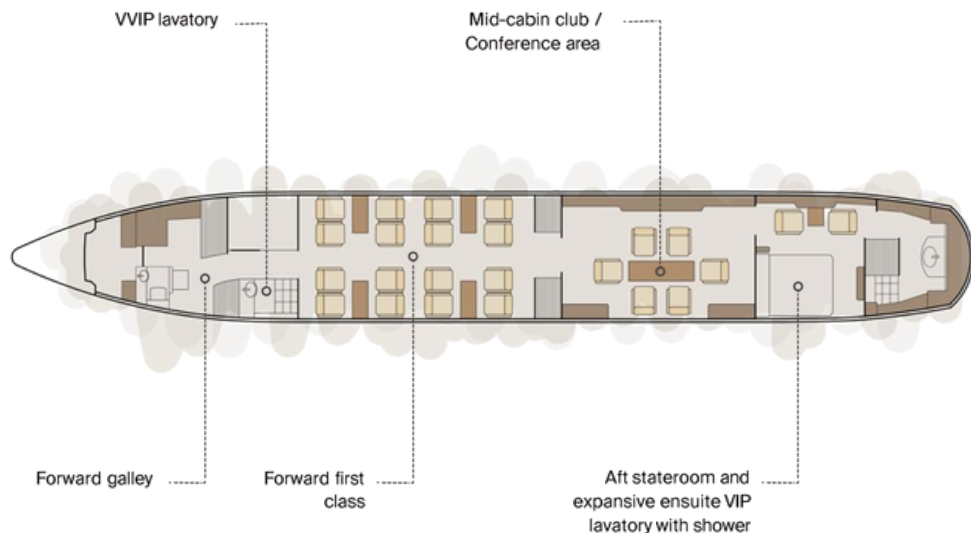 VVIP lavatory
Mid-cabin club /
Conference area
Forward galley
Forward first
class
Aft stateroom and
expansive ensuite VIP
lavatory with shower